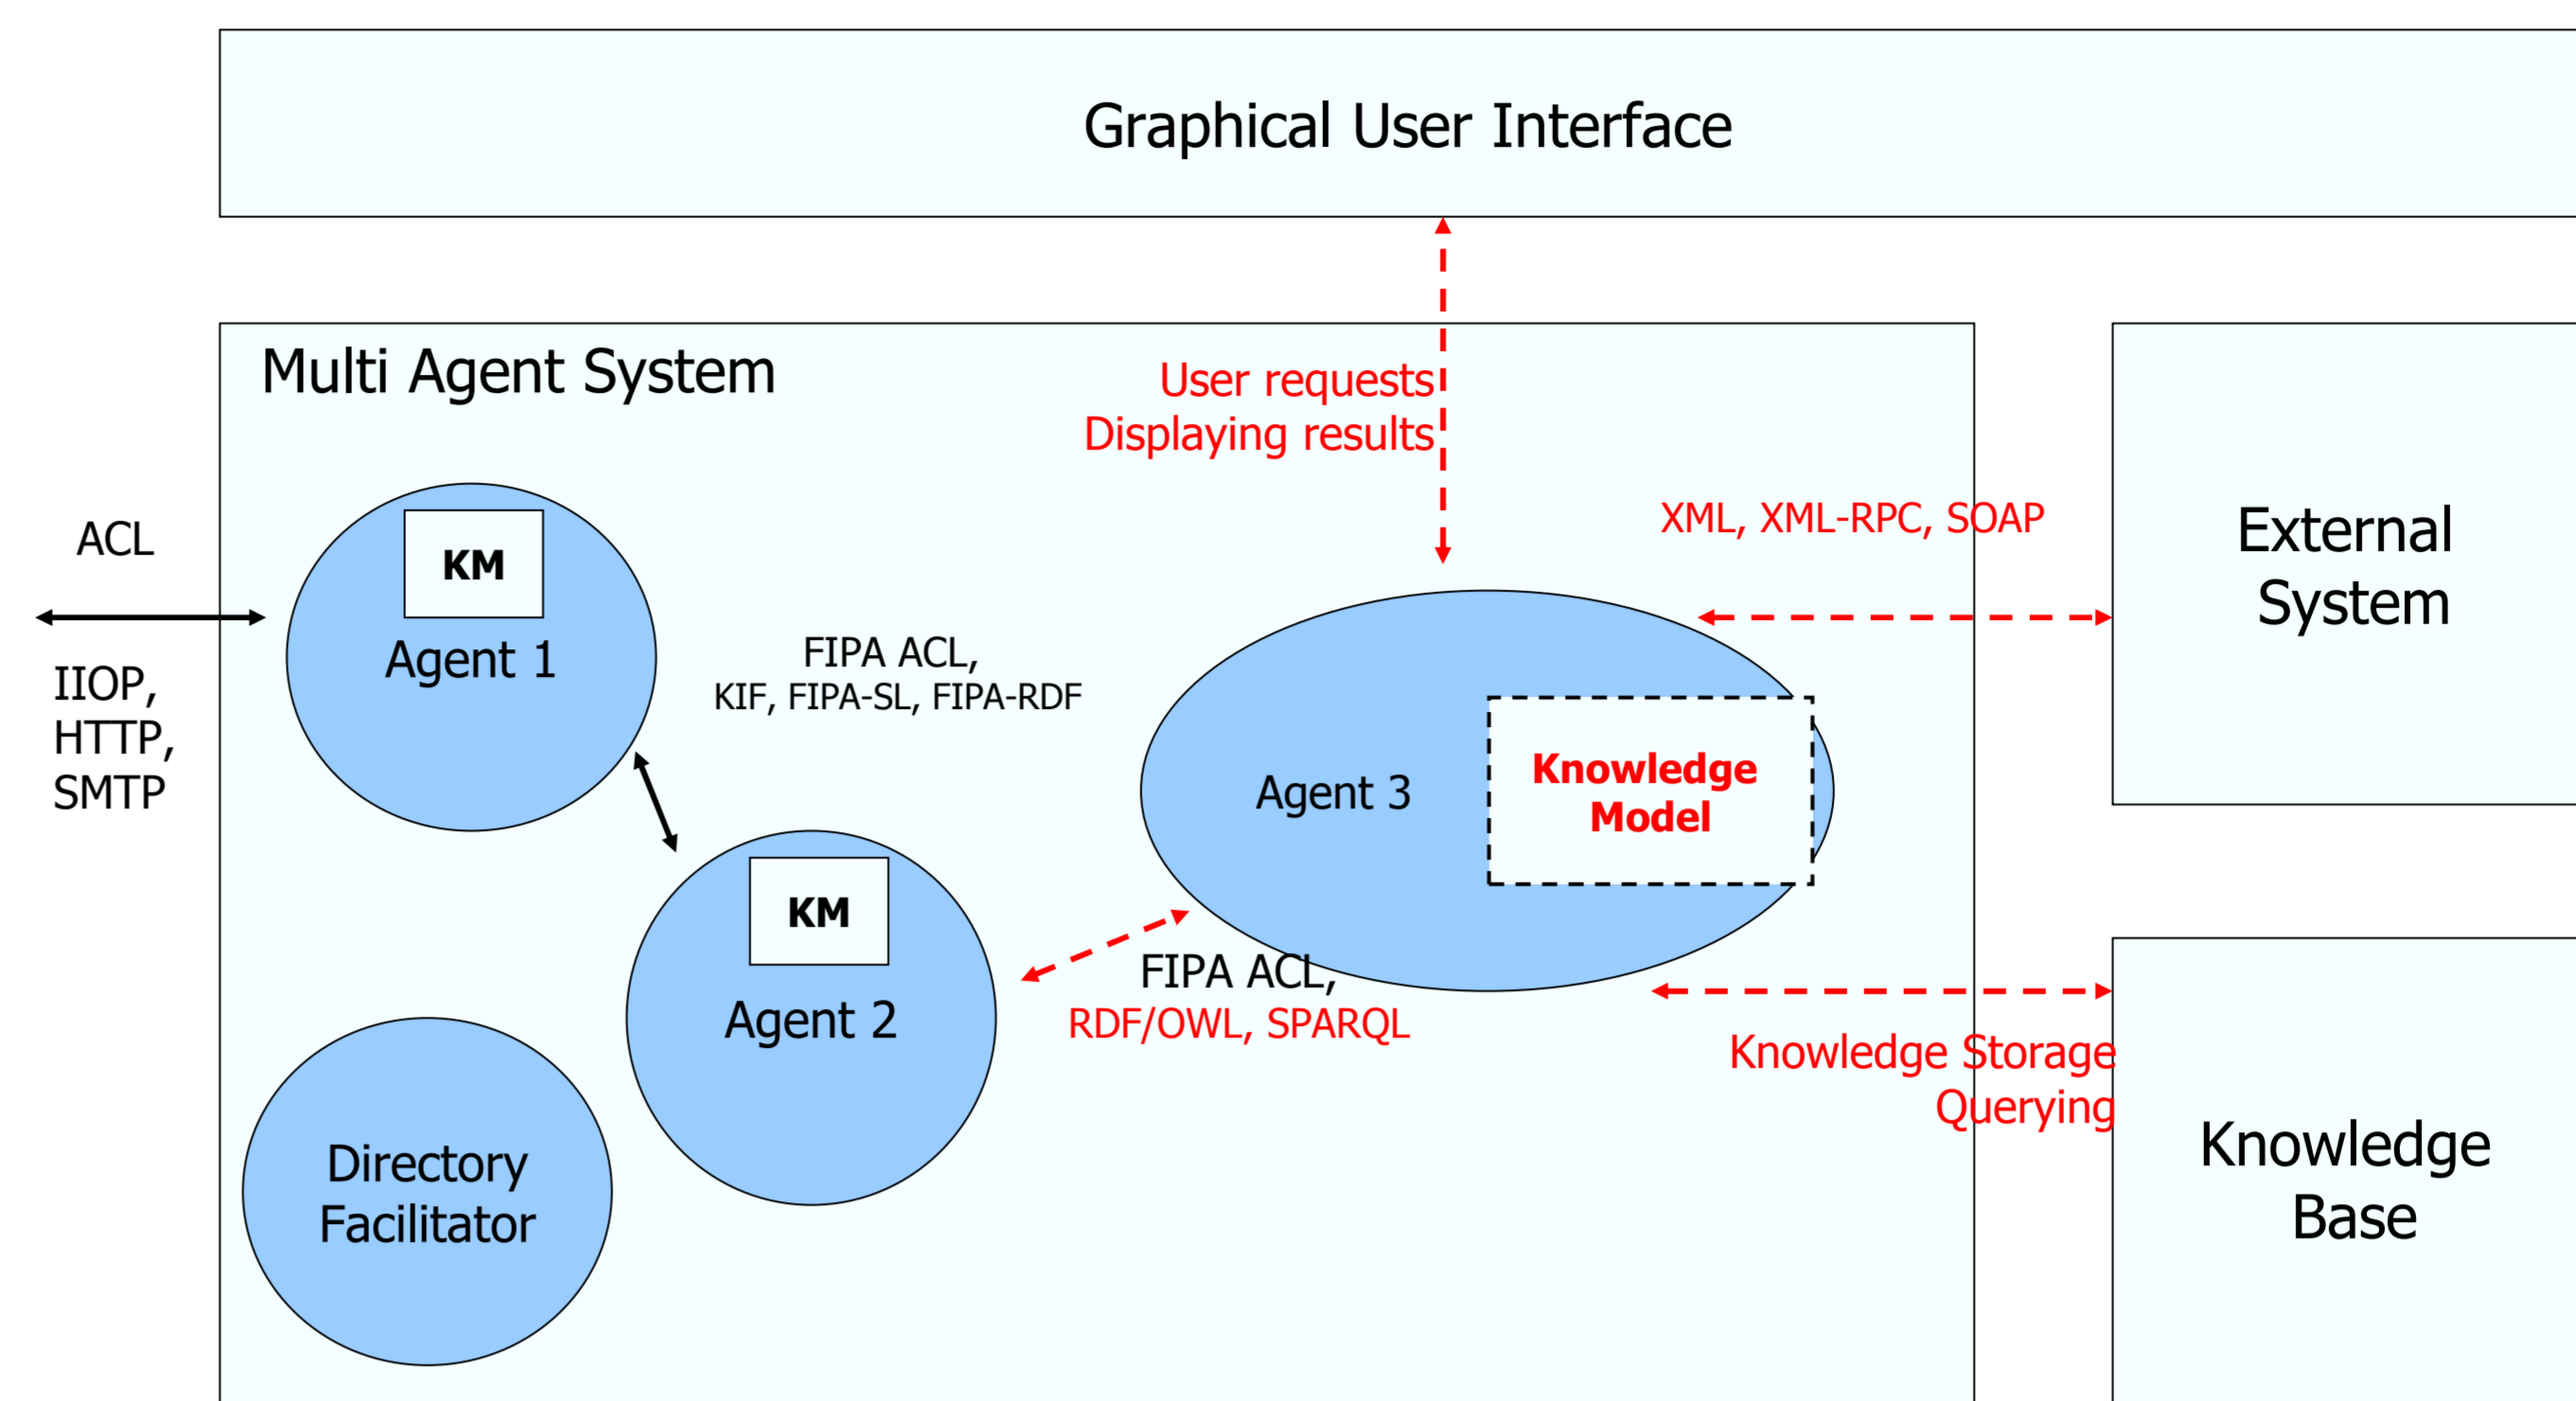 Graphical User Interface
Multi Agent System
User requests
Displaying results
ACL
IIOP,
HTTP,
SMTP
KM
Agent 1
FIPA ACL,
KIF, FIPA-SL, FIPA-RDF
XML, XML-RPC, SOAP
External
System
Agent 3
Knowledge
Model
KM
Agent 2
FIPA ACL,
RDF/OWL, SPARQL
Knowledge Storage
Querying
Directory
Facilitator
Knowledge
Base